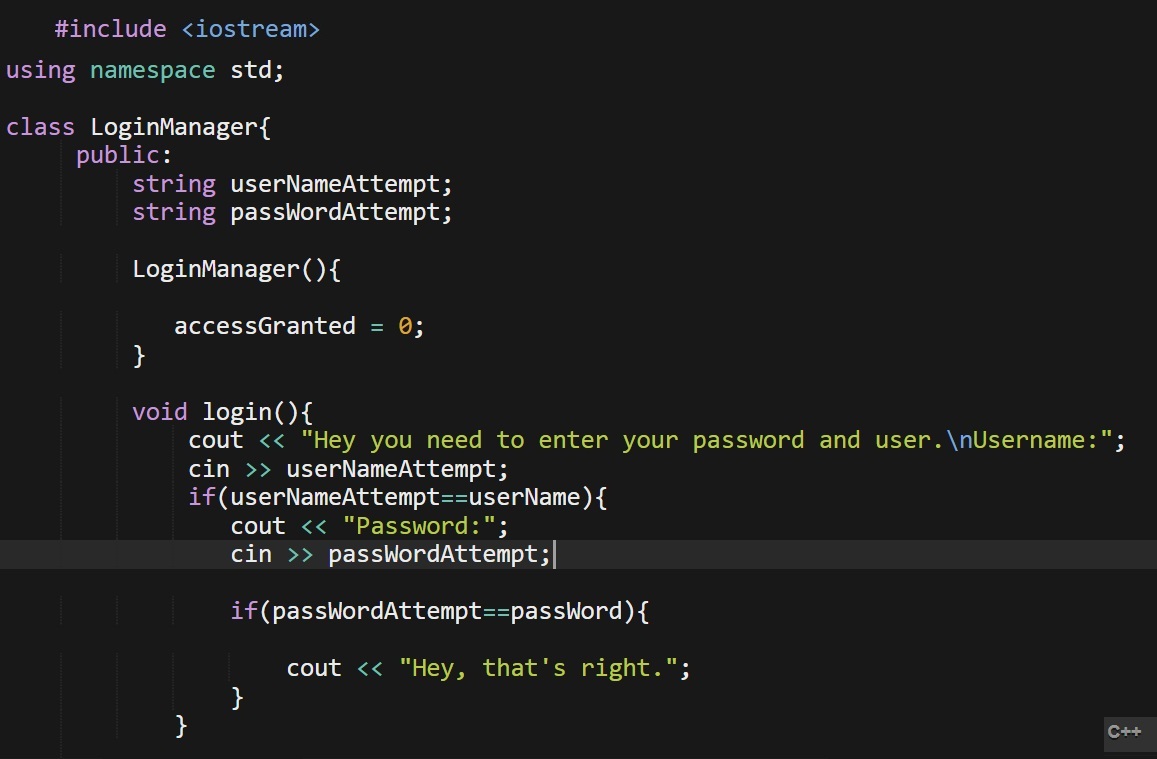 #include <iostream>
using namespace std;
class LoginManager{
public:
string userNameAttempt;
string passWordAttempt;
LoginManager(){
accessGranted = 0;
}
void login(){
cout << "Hey you need to enter your password and user.\nUsername:";
cin >> userNameAttempt;
if(userNameAttempt==userName){
cout << "Password:";
cin >> passWordAttempt;
if(passWordAttempt==passWord){
cout << "Hey, that's right.";
}
}
C++